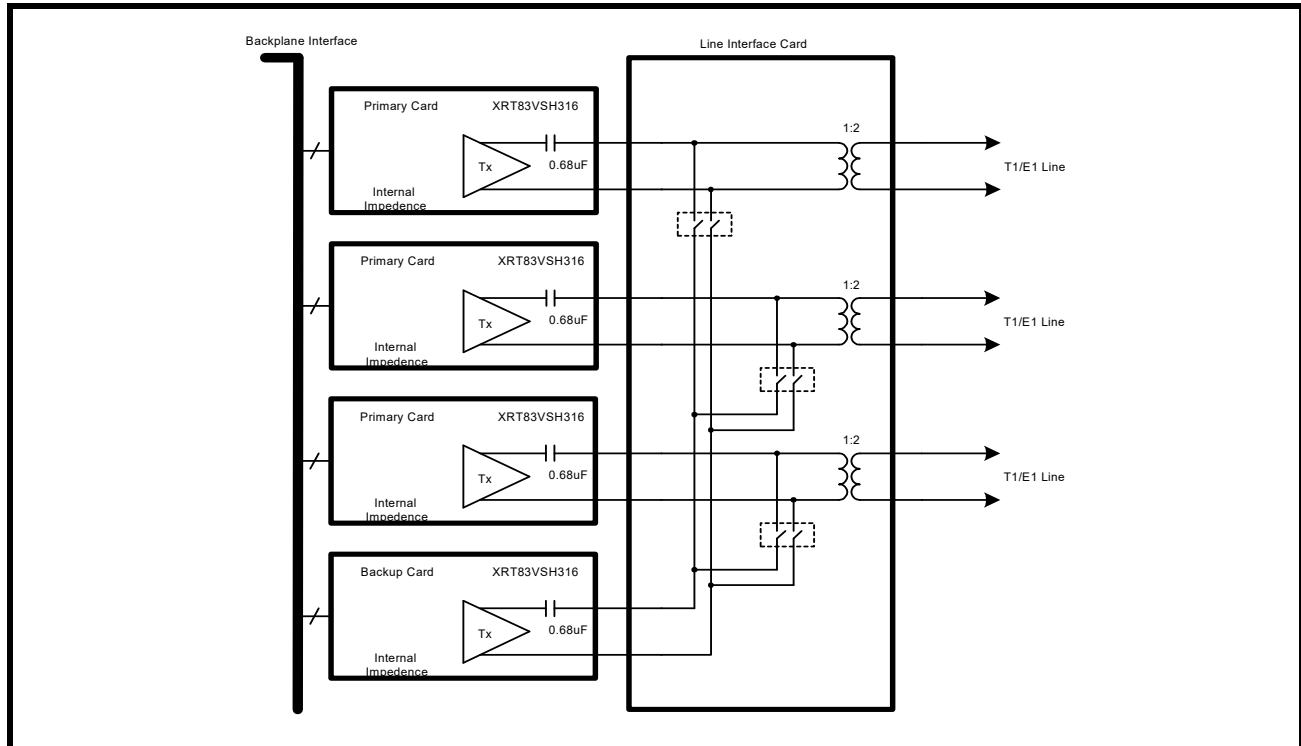 Backplane Interface
Line Interface Card
Primary Card XRT83VSH316
Tx
0.68uF
Internal
Impedence
1:2
T1/E1 Line
Primary Card XRT83VSH316
Tx
0.68uF
Internal
Impedence
1:2
T1/E1 Line
Primary Card XRT83VSH316
Tx
0.68uF
Internal
Impedence
1:2
T1/E1 Line
Backup Card XRT83VSH316
Tx
0.68uF
Internal
Impedence